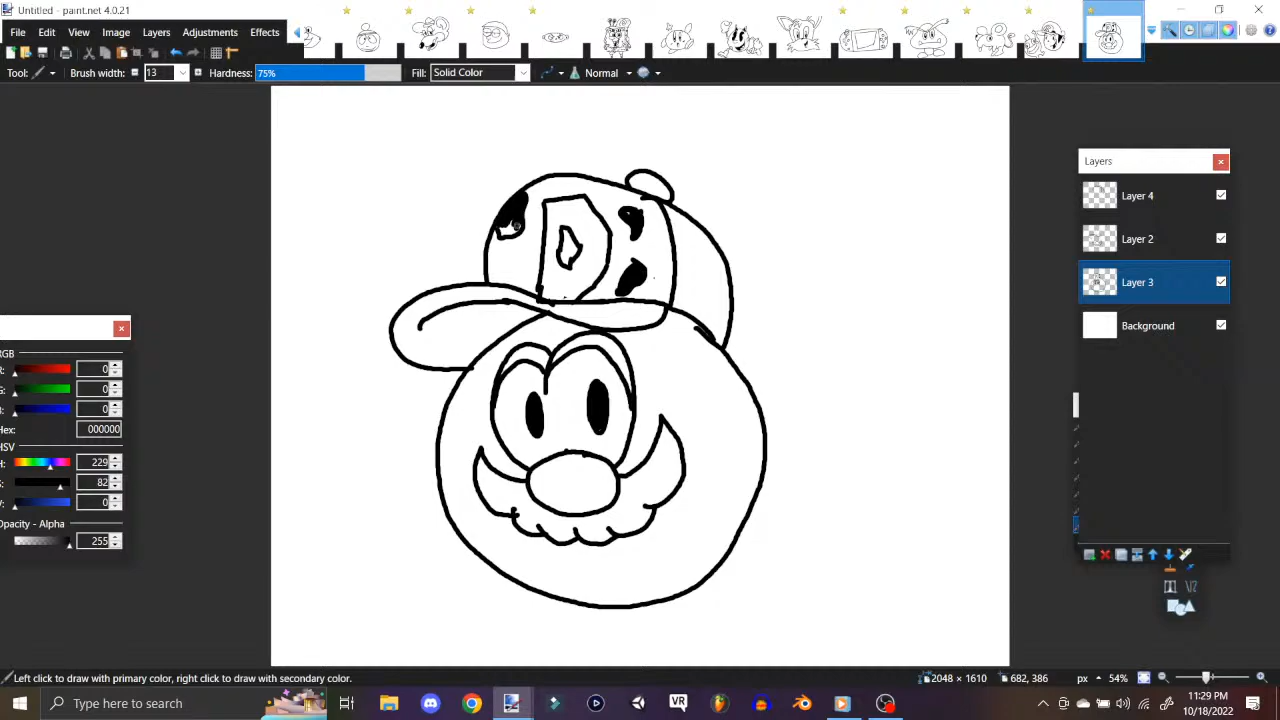 Untitled - paint.net 4.0.21
File Edit View Image Layers Adjustments Effects
Tool: Brush width: 13 Hardness: 75% Fill: Solid Color Normal
Layers
Layer 4
Layer 2
Layer 3
Background
RGB
R: 0
G: 0
B: 0
Hex: 000000
HSV
H: 229
S: 82
V: 0
Opacity - Alpha
255
Left click to draw with primary color, right click to draw with secondary color. 2048 × 1610 682, 386 px 54%
Type here to search VR 11:29 PM
10/18/2022